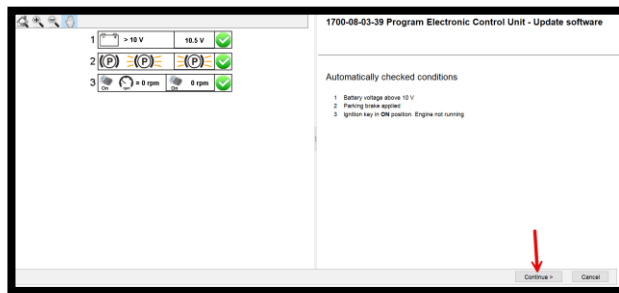 1700-08-03-39 Program Electronic Control Unit - Update software
1 > 10 V 10.5 V
2 (P) (P) (P)
3 On = 0 rpm On 0 rpm
Automatically checked conditions
1 Battery voltage above 10 V
2 Parking brake applied
3 Ignition key in ON position. Engine not running
Continue > Cancel